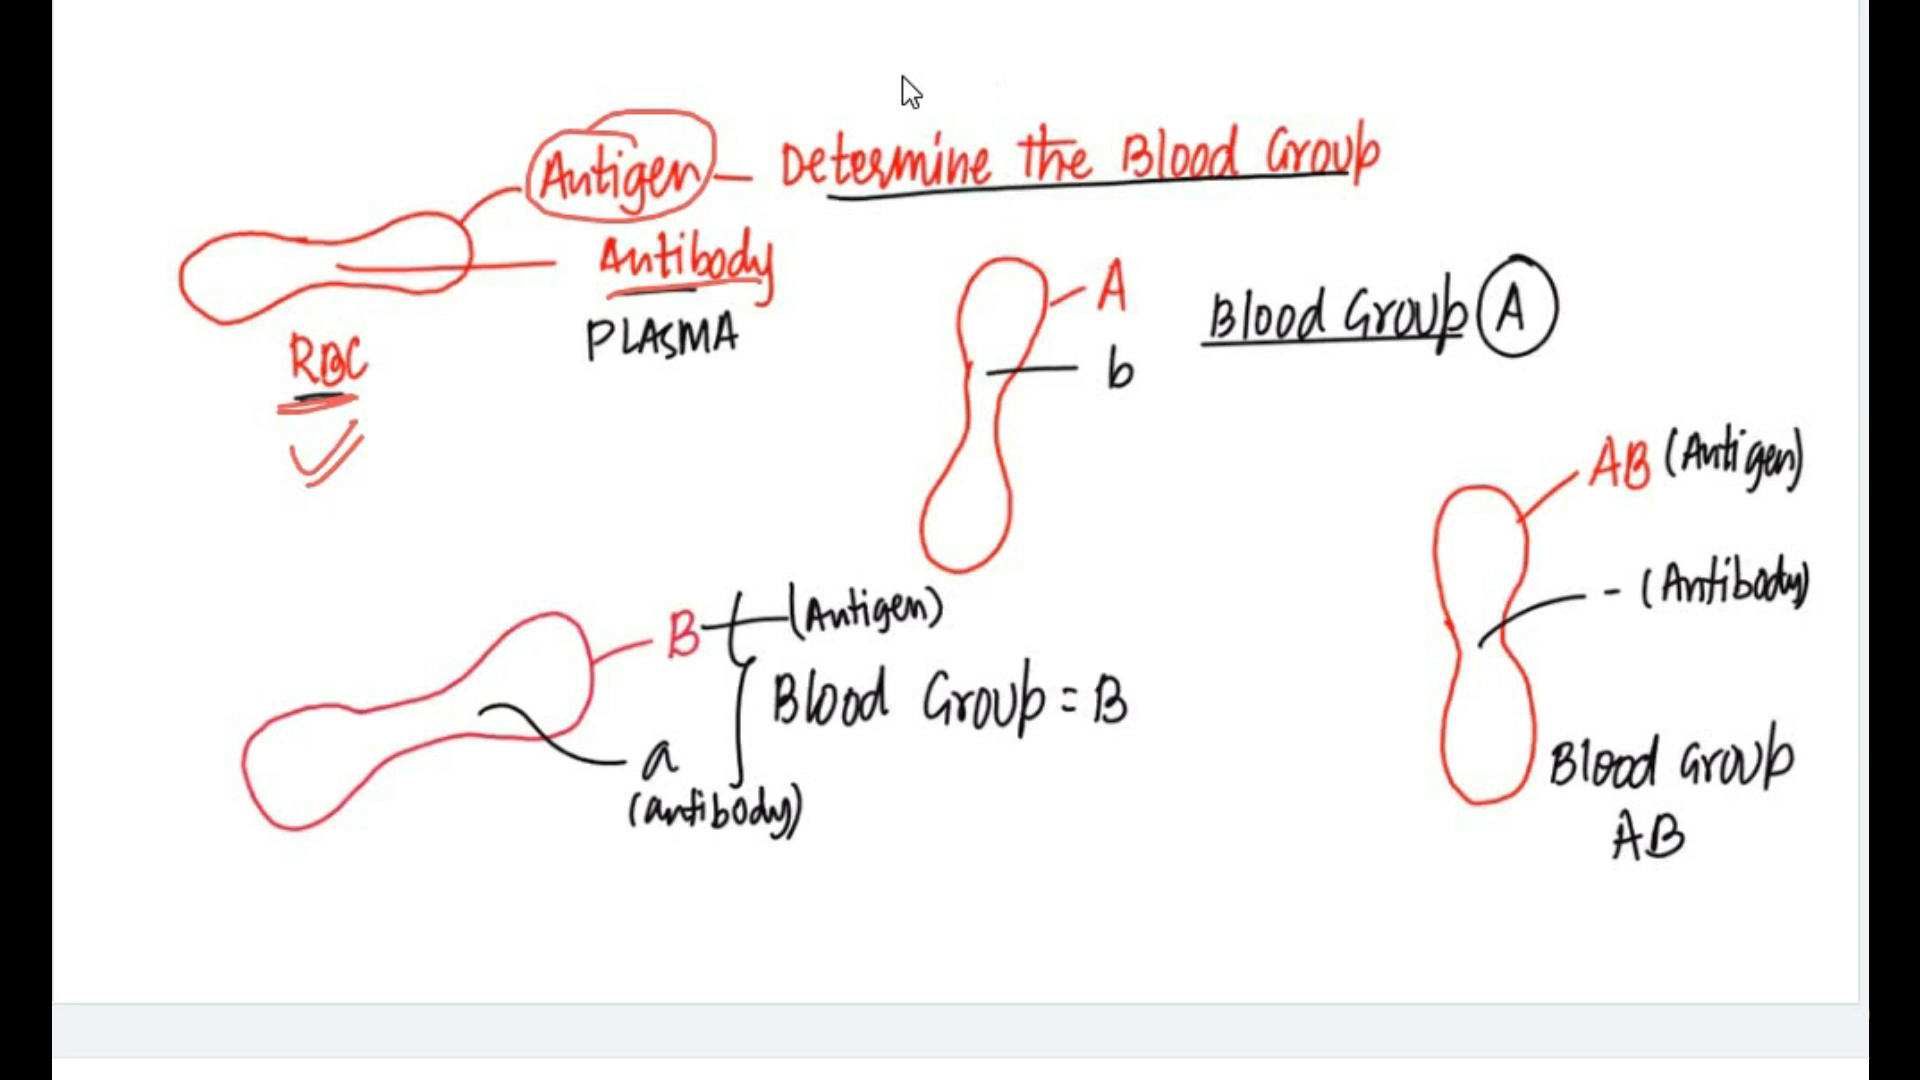 Antigen - Determine the Blood Group
Antibody
PLASMA
RBC
A
b
Blood Group A
AB (Antigen)
- (Antibody)
Blood Group
AB
B (Antigen)
Blood Group = B
a
(antibody)